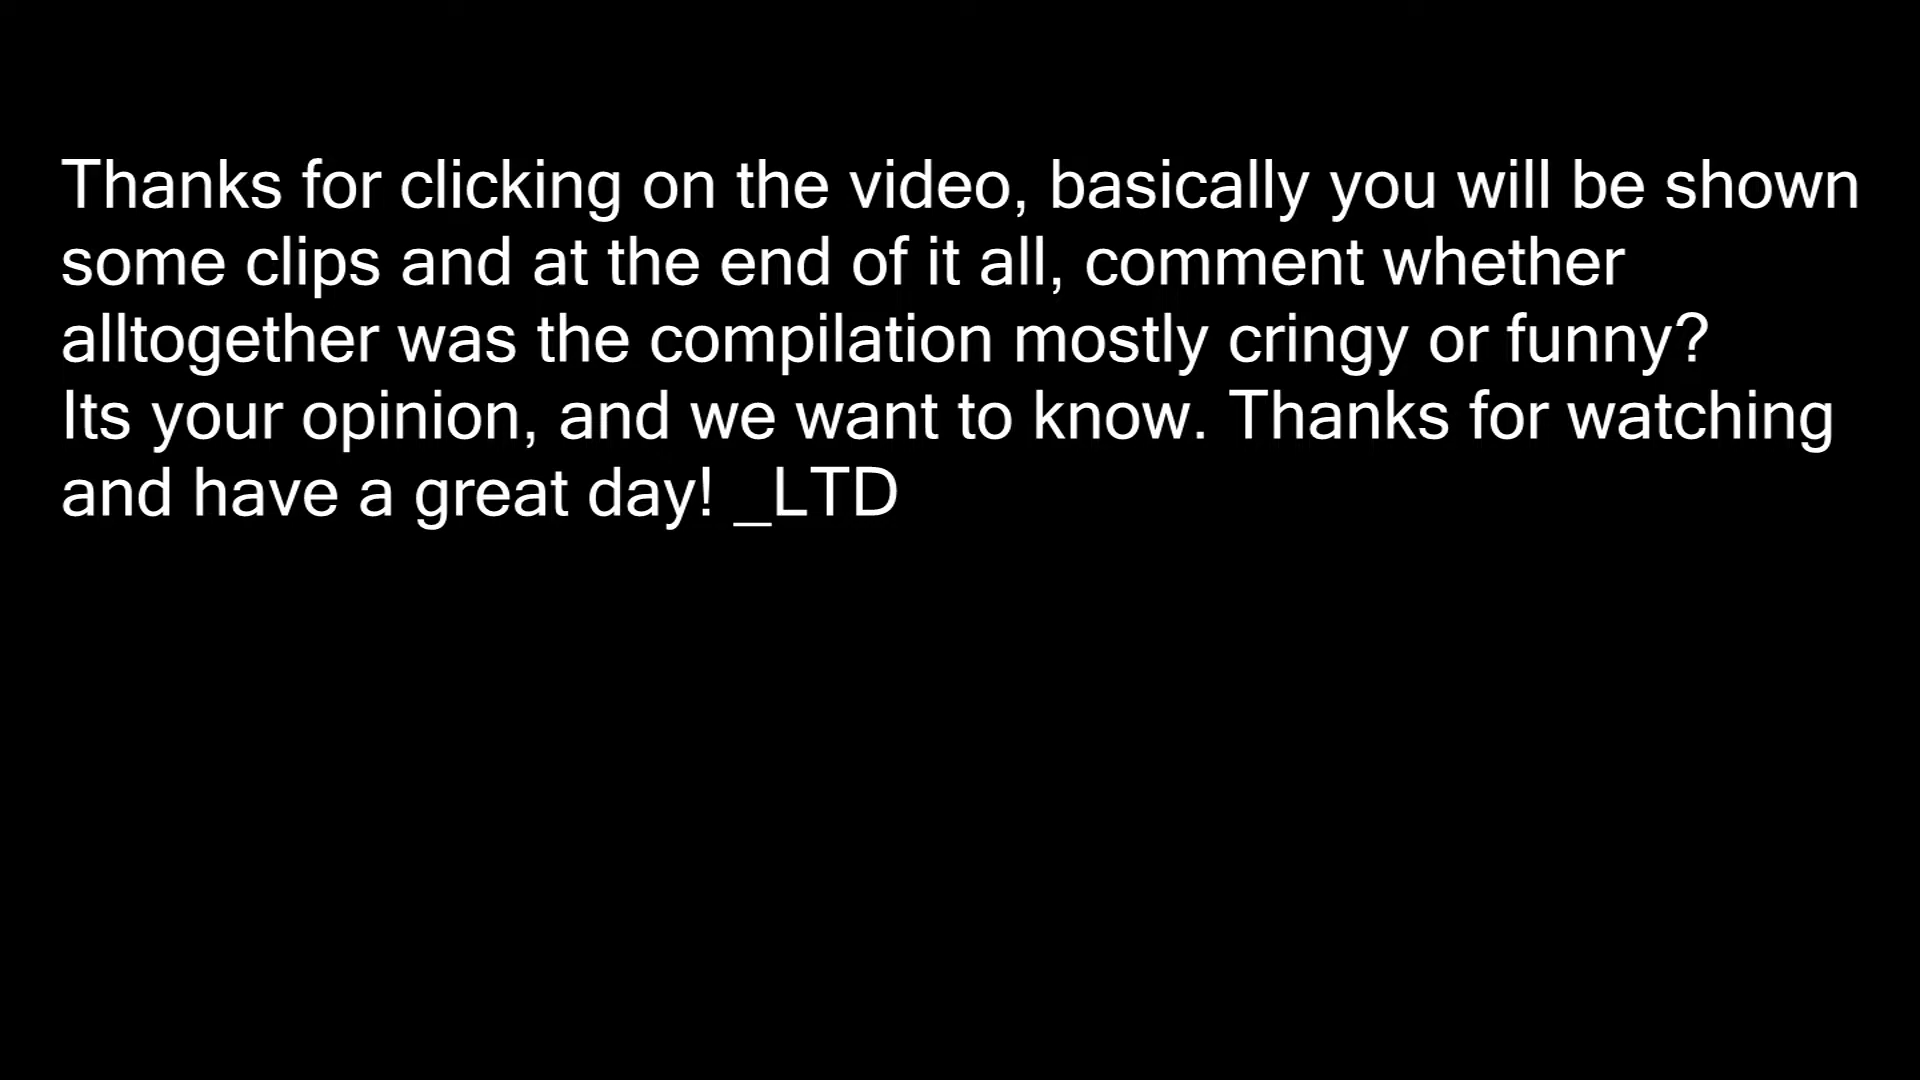 Thanks for clicking on the video, basically you will be shown
some clips and at the end of it all, comment whether
alltogether was the compilation mostly cringy or funny?
Its your opinion, and we want to know. Thanks for watching
and have a great day! _LTD